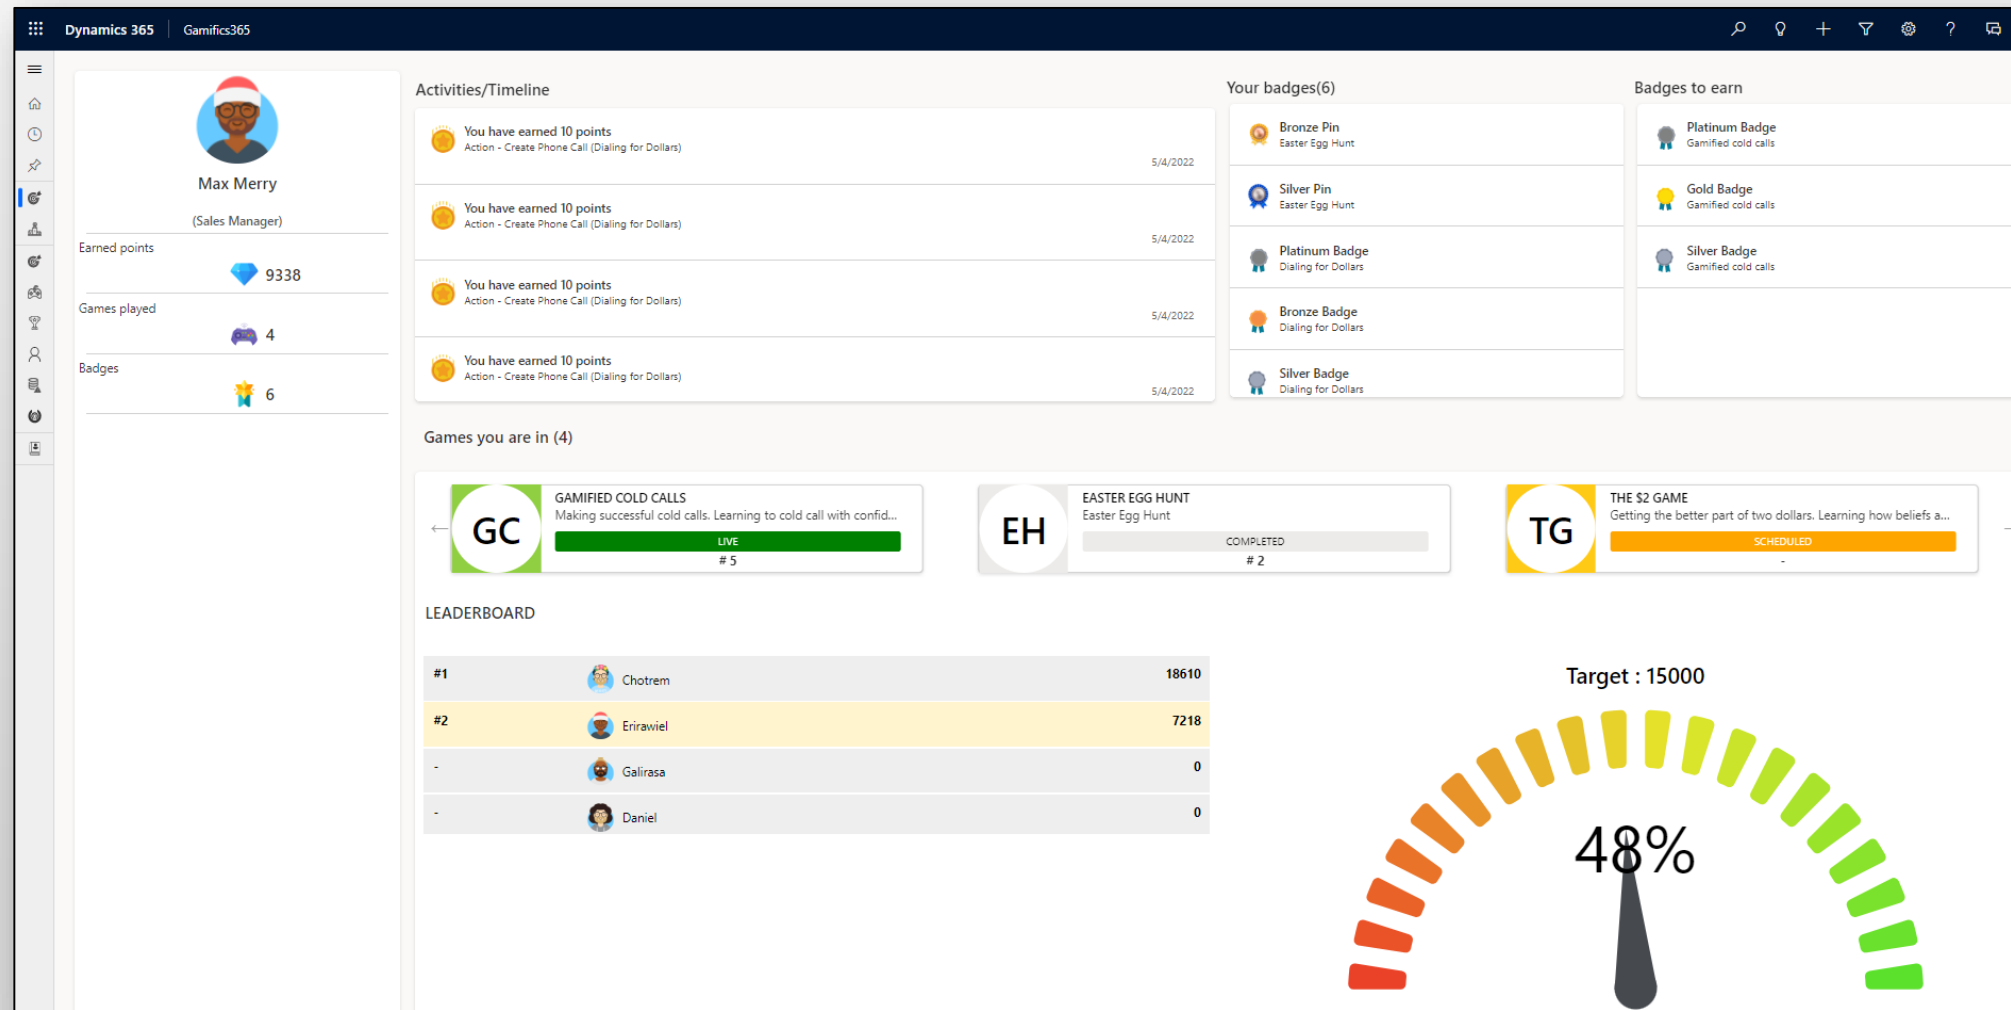 Dynamics 365
Gamifics365
Max Merry
(Sales Manager)
Earned points
9338
Games played
4
Badges
6
Activities/Timeline
You have earned 10 points
Action - Create Phone Call (Dialing for Dollars)
5/4/2022
You have earned 10 points
Action - Create Phone Call (Dialing for Dollars)
5/4/2022
You have earned 10 points
Action - Create Phone Call (Dialing for Dollars)
5/4/2022
You have earned 10 points
Action - Create Phone Call (Dialing for Dollars)
5/4/2022
Your badges(6)
Bronze Pin
Easter Egg Hunt
Silver Pin
Easter Egg Hunt
Platinum Badge
Dialing for Dollars
Bronze Badge
Dialing for Dollars
Silver Badge
Dialing for Dollars
Badges to earn
Platinum Badge
Gamified cold calls
Gold Badge
Gamified cold calls
Silver Badge
Gamified cold calls
Games you are in (4)
GC
GAMIFIED COLD CALLS
Making successful cold calls. Learning to cold call with confid...
LIVE
# 5
EH
EASTER EGG HUNT
Easter Egg Hunt
COMPLETED
# 2
TG
THE $2 GAME
Getting the better part of two dollars. Learning how beliefs a...
SCHEDULED
-
LEADERBOARD
#1 Chotrem 18610
#2 Erirawiel 7218
- Galirasa 0
- Daniel 0
Target : 15000
48%